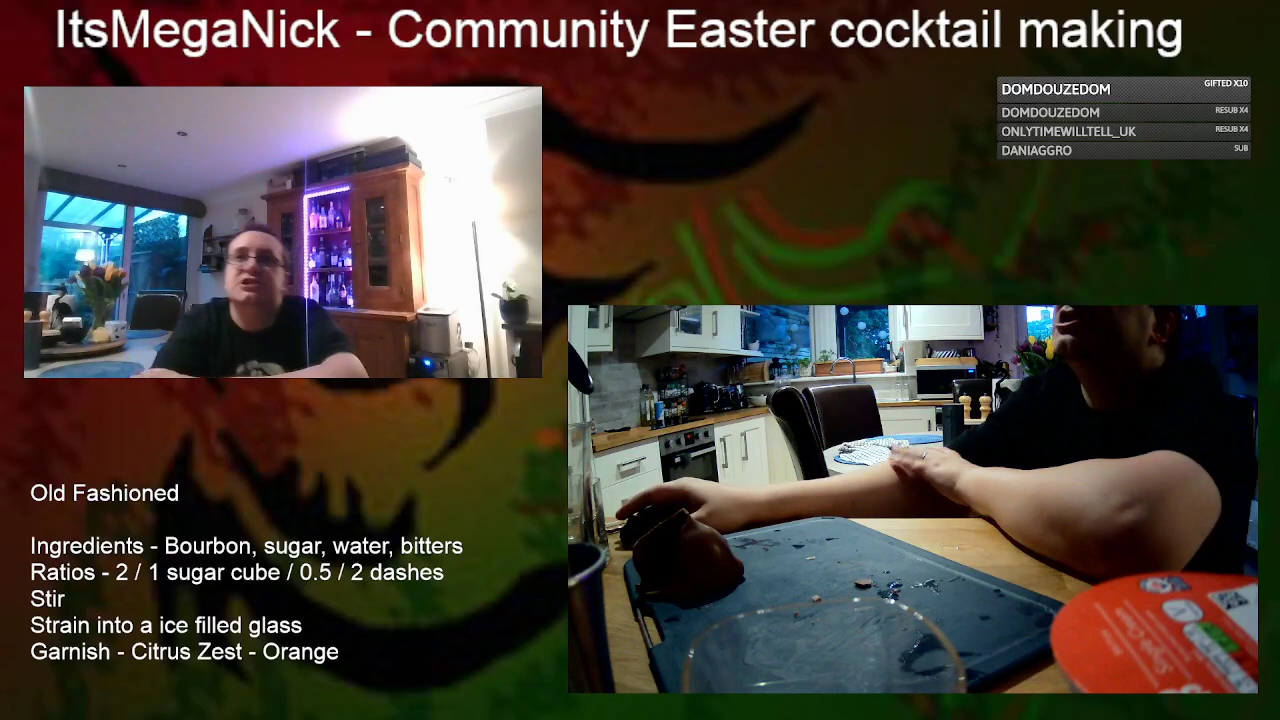 ItsMegaNick - Community Easter cocktail making
DOMDOUZEDOM GIFTED X10
DOMDOUZEDOM RESUB X4
ONLYTIMEWILLTELL_UK RESUB X4
DANIAGGRO SUB
Old Fashioned
Ingredients - Bourbon, sugar, water, bitters
Ratios - 2 / 1 sugar cube / 0.5 / 2 dashes
Stir
Strain into a ice filled glass
Garnish - Citrus Zest - Orange